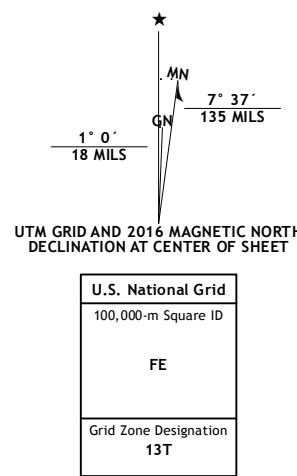 ★
MN
7° 37´
135 MILS
GN
1° 0´
18 MILS
UTM GRID AND 2016 MAGNETIC NORTH
DECLINATION AT CENTER OF SHEET
U.S. National Grid
100,000-m Square ID
FE
Grid Zone Designation
13T